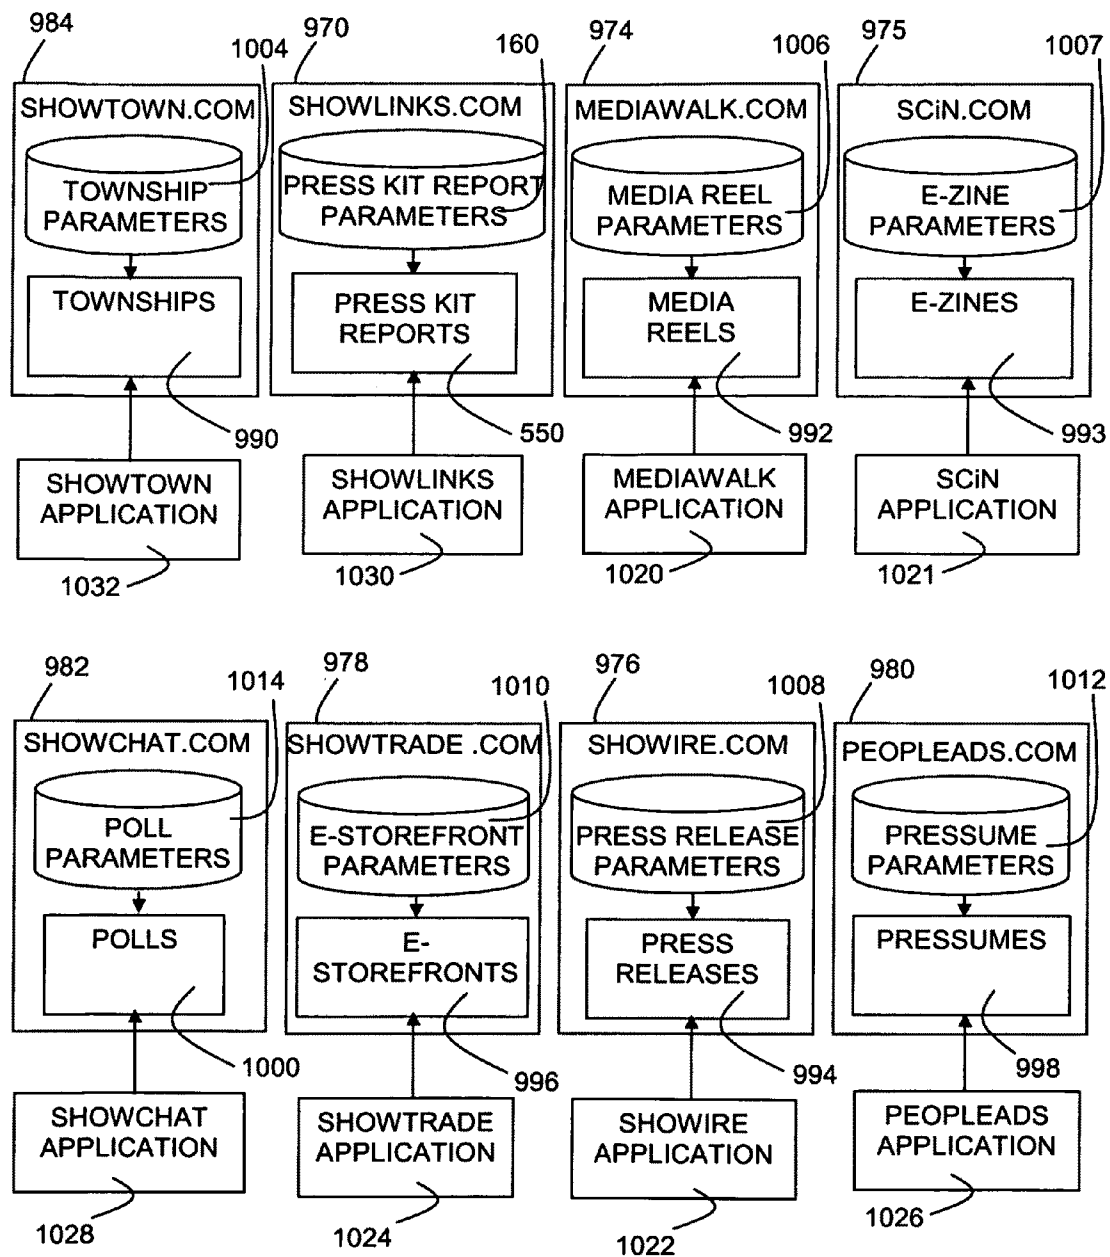 984
1004
SHOWTOWN.COM
TOWNSHIP
PARAMETERS
TOWNSHIPS
990
SHOWTOWN
APPLICATION
1032
970
160
SHOWLINKS.COM
PRESS KIT REPORT
PARAMETERS
PRESS KIT
REPORTS
550
SHOWLINKS
APPLICATION
1030
974
1006
MEDIAWALK.COM
MEDIA REEL
PARAMETERS
MEDIA
REELS
992
MEDIAWALK
APPLICATION
1020
975
1007
SCiN.COM
E-ZINE
PARAMETERS
E-ZINES
993
SCiN
APPLICATION
1021
982
1014
SHOWCHAT.COM
POLL
PARAMETERS
POLLS
1000
SHOWCHAT
APPLICATION
1028
978
1010
SHOWTRADE .COM
E-STOREFRONT
PARAMETERS
E-
STOREFRONTS
996
SHOWTRADE
APPLICATION
1024
976
1008
SHOWIRE.COM
PRESS RELEASE
PARAMETERS
PRESS
RELEASES
994
SHOWIRE
APPLICATION
1022
980
1012
PEOPLEADS.COM
PRESSUME
PARAMETERS
PRESSUMES
998
PEOPLEADS
APPLICATION
1026